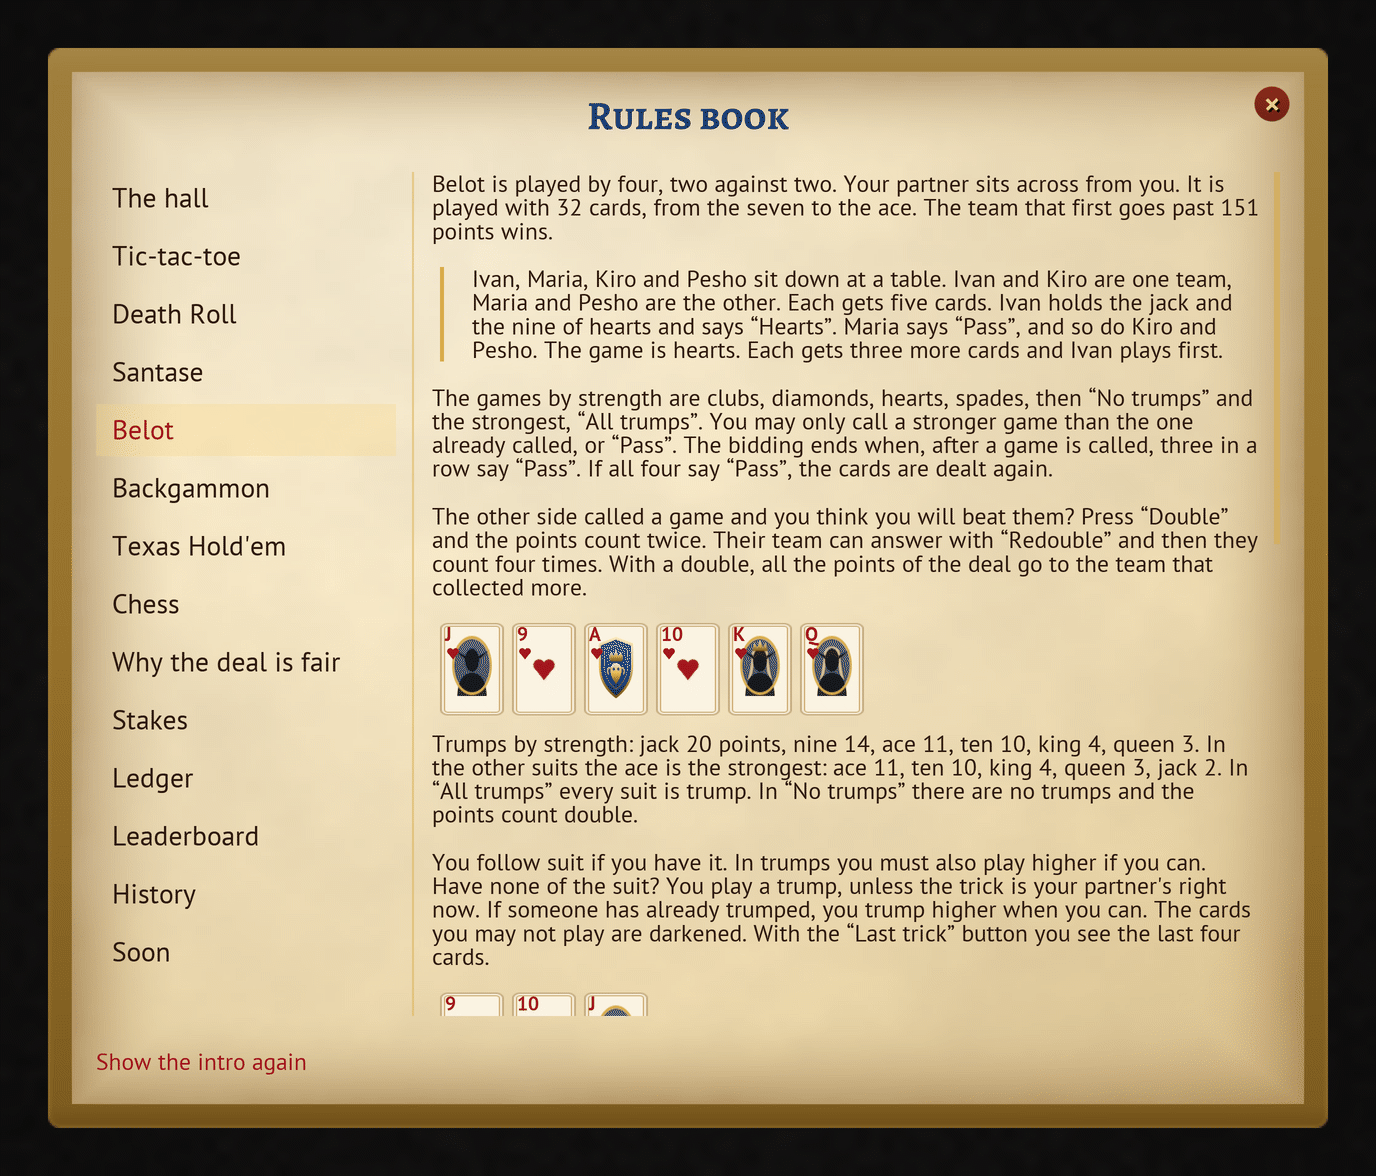 Rules book
×
The hall
Tic-tac-toe
Death Roll
Santase
Belot
Backgammon
Texas Hold'em
Chess
Why the deal is fair
Stakes
Ledger
Leaderboard
History
Soon
Show the intro again
Belot is played by four, two against two. Your partner sits across from you. It is
played with 32 cards, from the seven to the ace. The team that first goes past 151
points wins.
Ivan, Maria, Kiro and Pesho sit down at a table. Ivan and Kiro are one team,
Maria and Pesho are the other. Each gets five cards. Ivan holds the jack and
the nine of hearts and says “Hearts”. Maria says “Pass”, and so do Kiro and
Pesho. The game is hearts. Each gets three more cards and Ivan plays first.
The games by strength are clubs, diamonds, hearts, spades, then “No trumps” and
the strongest, “All trumps”. You may only call a stronger game than the one
already called, or “Pass”. The bidding ends when, after a game is called, three in a
row say “Pass”. If all four say “Pass”, the cards are dealt again.
The other side called a game and you think you will beat them? Press “Double”
and the points count twice. Their team can answer with “Redouble” and then they
count four times. With a double, all the points of the deal go to the team that
collected more.
J 9 A 10 K Q
Trumps by strength: jack 20 points, nine 14, ace 11, ten 10, king 4, queen 3. In
the other suits the ace is the strongest: ace 11, ten 10, king 4, queen 3, jack 2. In
“All trumps” every suit is trump. In “No trumps” there are no trumps and the
points count double.
You follow suit if you have it. In trumps you must also play higher if you can.
Have none of the suit? You play a trump, unless the trick is your partner's right
now. If someone has already trumped, you trump higher when you can. The cards
you may not play are darkened. With the “Last trick” button you see the last four
cards.
9 10 J